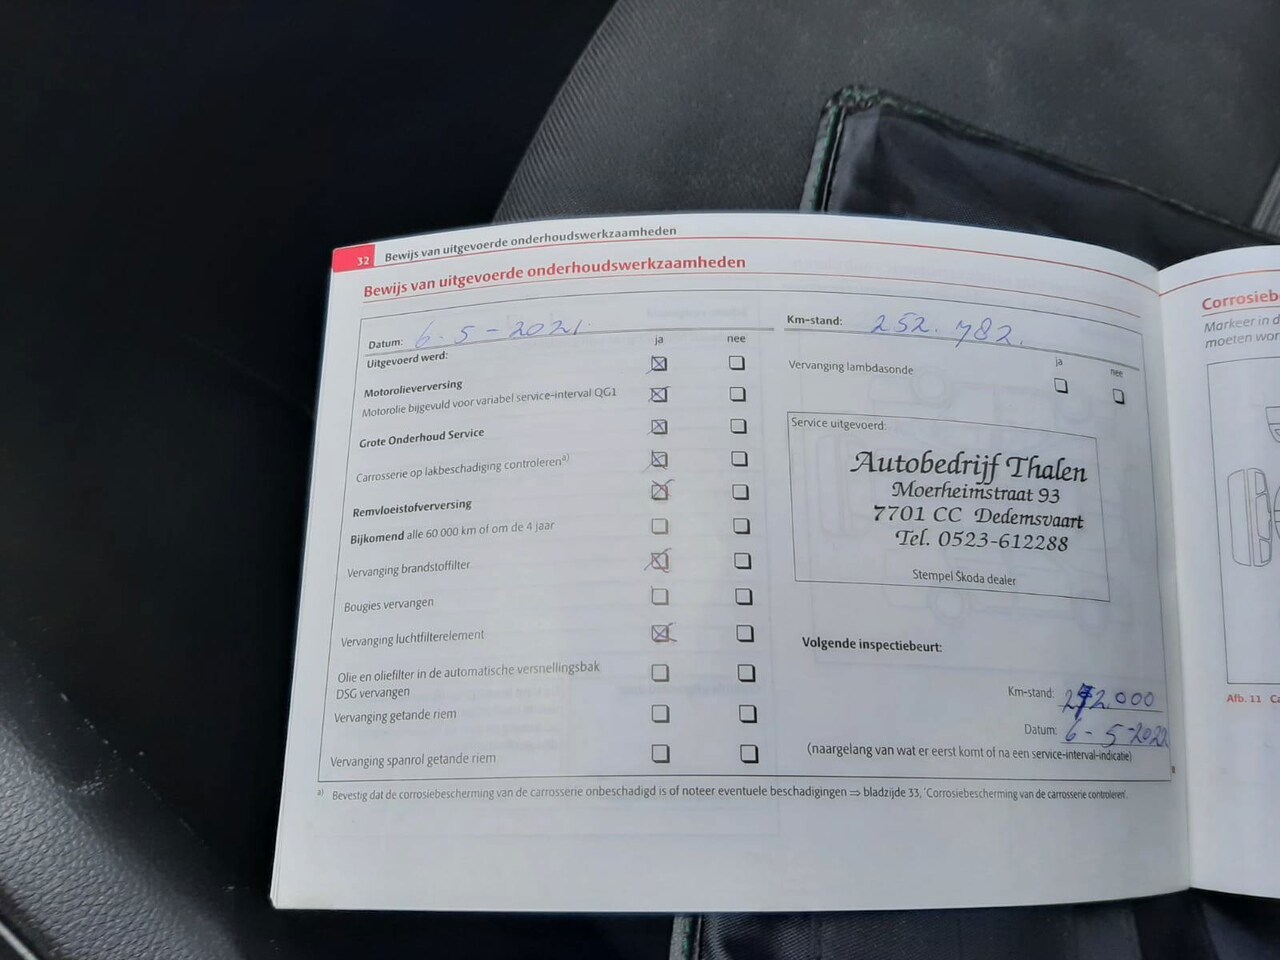 32 Bewijs van uitgevoerde onderhoudswerkzaamheden
Bewijs van uitgevoerde onderhoudswerkzaamheden
Datum: 6-5-2021
Uitgevoerd werd:
ja nee
Motorolieverversing
Motorolie bijgevuld voor variabel service-interval QG1
Grote Onderhoud Service
Carrosserie op lakbeschadiging controleren a)
Remvloeistofverversing
Bijkomend alle 60 000 km of om de 4 jaar
Vervanging brandstoffilter
Bougies vervangen
Vervanging luchtfilterelement
Olie en oliefilter in de automatische versnellingsbak
DSG vervangen
Vervanging getande riem
Vervanging spanrol getande riem
Km-stand: 252.782.
ja nee
Vervanging lambdasonde
Service uitgevoerd:
Autobedrijf Thalen
Moerheimstraat 93
7701 CC Dedemsvaart
Tel. 0523-612288
Stempel Škoda dealer
Volgende inspectiebeurt:
Km-stand: 272.000
Datum: 6-5-2022
(naargelang van wat er eerst komt of na een service-interval-indicatie)
a) Bevestig dat de corrosiebescherming van de carrosserie onbeschadigd is of noteer eventuele beschadigingen ⇒ bladzijde 33, 'Corrosiebescherming van de carrosserie controleren'.
Corrosieb
Markeer in d
moeten wor
Afb. 11 Ca